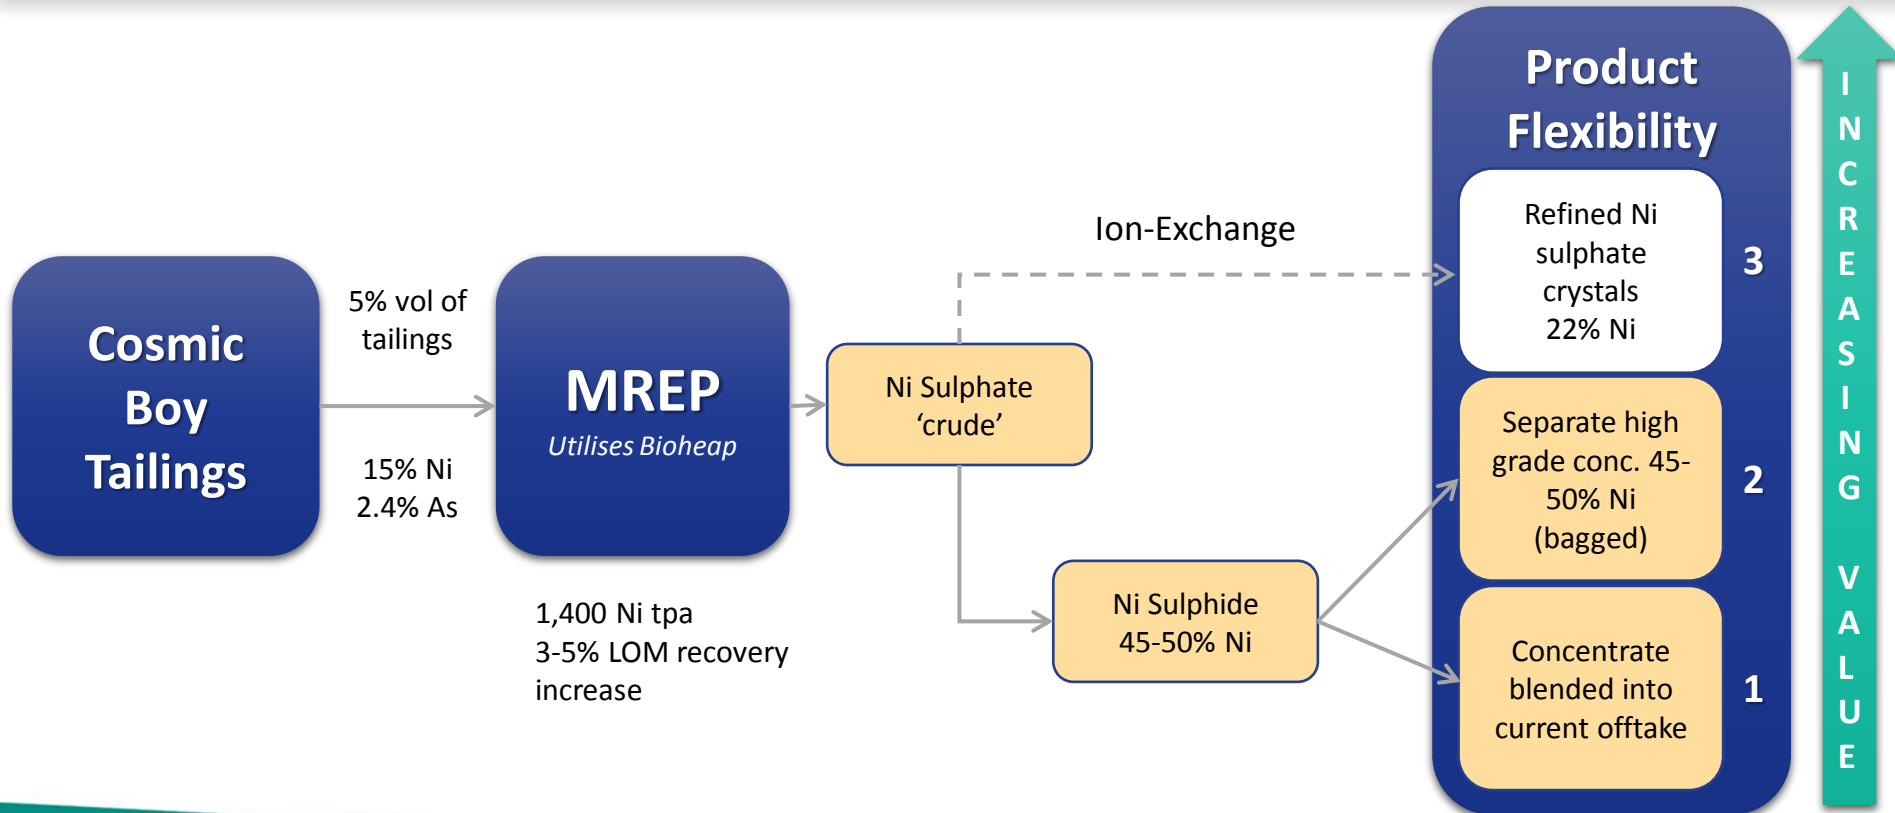 Cosmic
Boy
Tailings
5% vol of
tailings
15% Ni
2.4% As
MREP
Utilises Bioheap
1,400 Ni tpa
3-5% LOM recovery
increase
Ni Sulphate
‘crude’
Ion-Exchange
Ni Sulphide
45-50% Ni
Product
Flexibility
Refined Ni
sulphate
crystals
22% Ni
3
Separate high
grade conc. 45-
50% Ni
(bagged)
2
Concentrate
blended into
current offtake
1
INCREASING VALUE